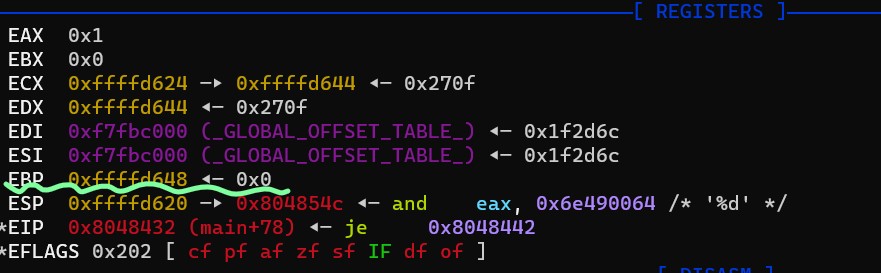 [ REGISTERS ]
EAX 0x1
EBX 0x0
ECX 0xffffd624 —▸ 0xffffd644 ◂— 0x270f
EDX 0xffffd644 ◂— 0x270f
EDI 0xf7fbc000 (_GLOBAL_OFFSET_TABLE_) ◂— 0x1f2d6c
ESI 0xf7fbc000 (_GLOBAL_OFFSET_TABLE_) ◂— 0x1f2d6c
EBP 0xffffd648 ◂— 0x0
ESP 0xffffd620 —▸ 0x804854c ◂— and eax, 0x6e490064 /* '%d' */
*EIP 0x8048432 (main+78) ◂— je 0x8048442
*EFLAGS 0x202 [ cf pf af zf sf IF df of ]
[ DISASM ]